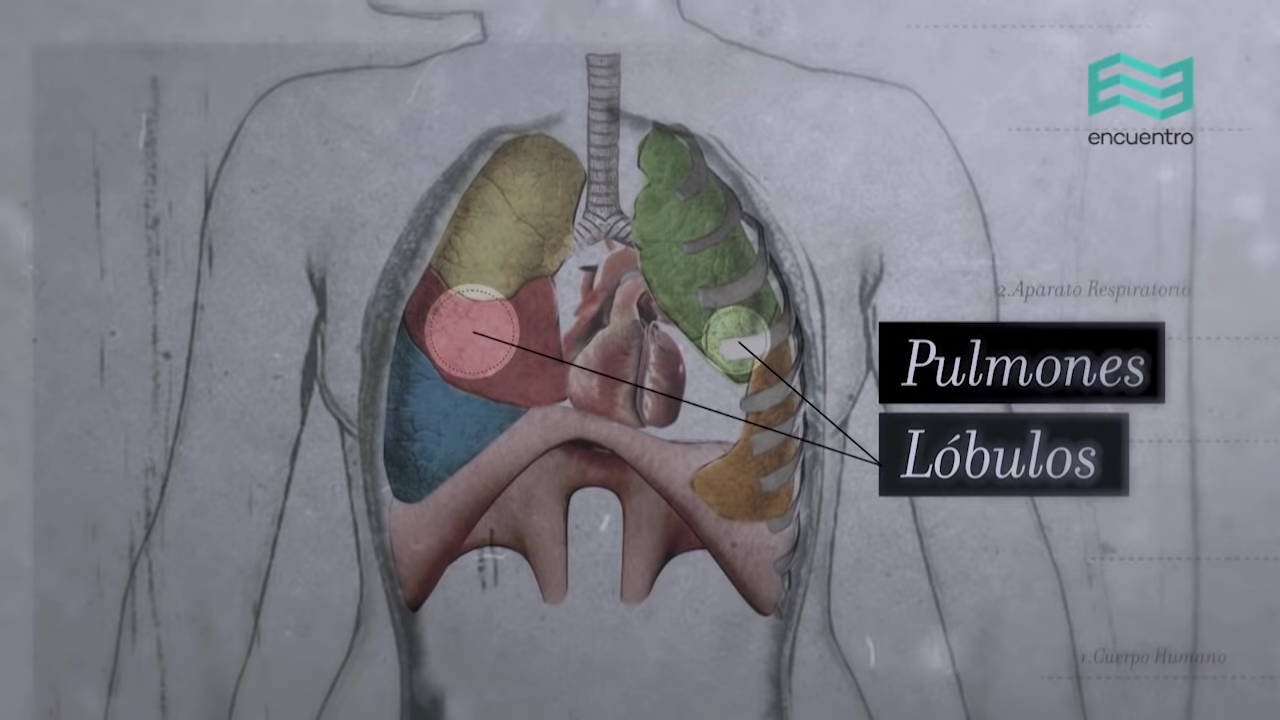 encuentro
2.Aparato Respiratorio
Pulmones
Lóbulos
1.Cuerpo Humano